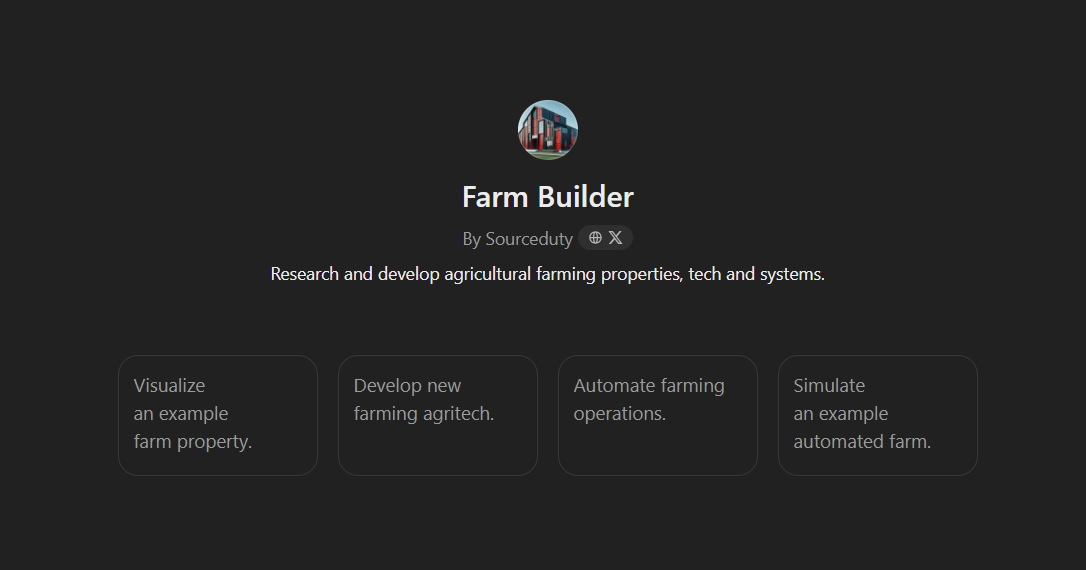 Farm Builder
By Sourceduty
Research and develop agricultural farming properties, tech and systems.
Visualize
an example
farm property.
Develop new
farming agritech.
Automate farming
operations.
Simulate
an example
automated farm.